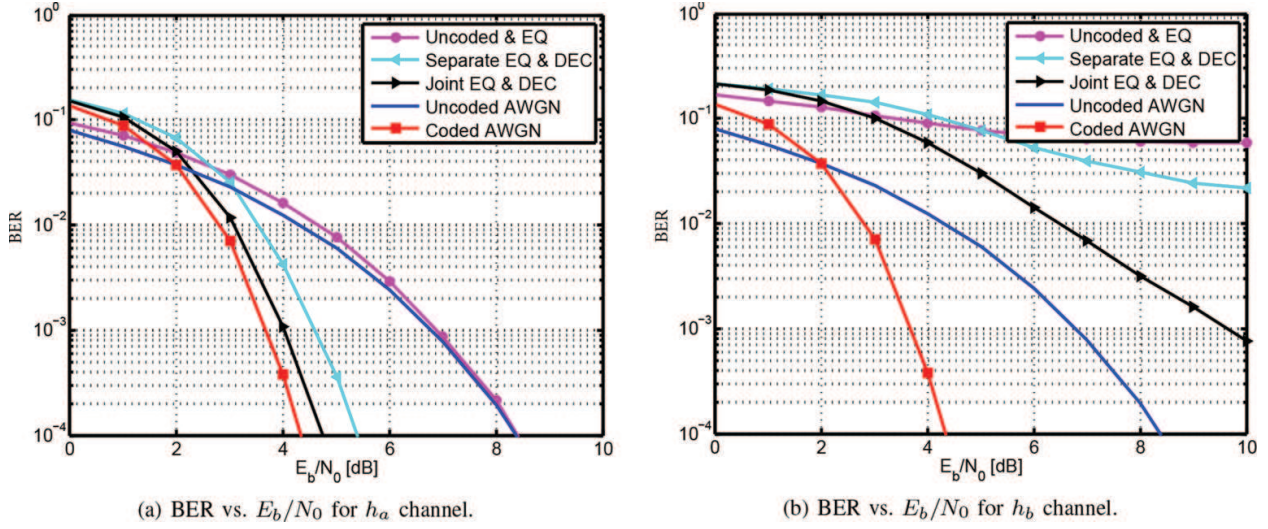 10^0
10^-1
10^-2
10^-3
10^-4
BER
0 2 4 6 8 10
E_b/N_0 [dB]
Uncoded & EQ
Separate EQ & DEC
Joint EQ & DEC
Uncoded AWGN
Coded AWGN
(a) BER vs. E_b/N_0 for h_a channel.
10^0
10^-1
10^-2
10^-3
10^-4
BER
0 2 4 6 8 10
E_b/N_0 [dB]
Uncoded & EQ
Separate EQ & DEC
Joint EQ & DEC
Uncoded AWGN
Coded AWGN
(b) BER vs. E_b/N_0 for h_b channel.